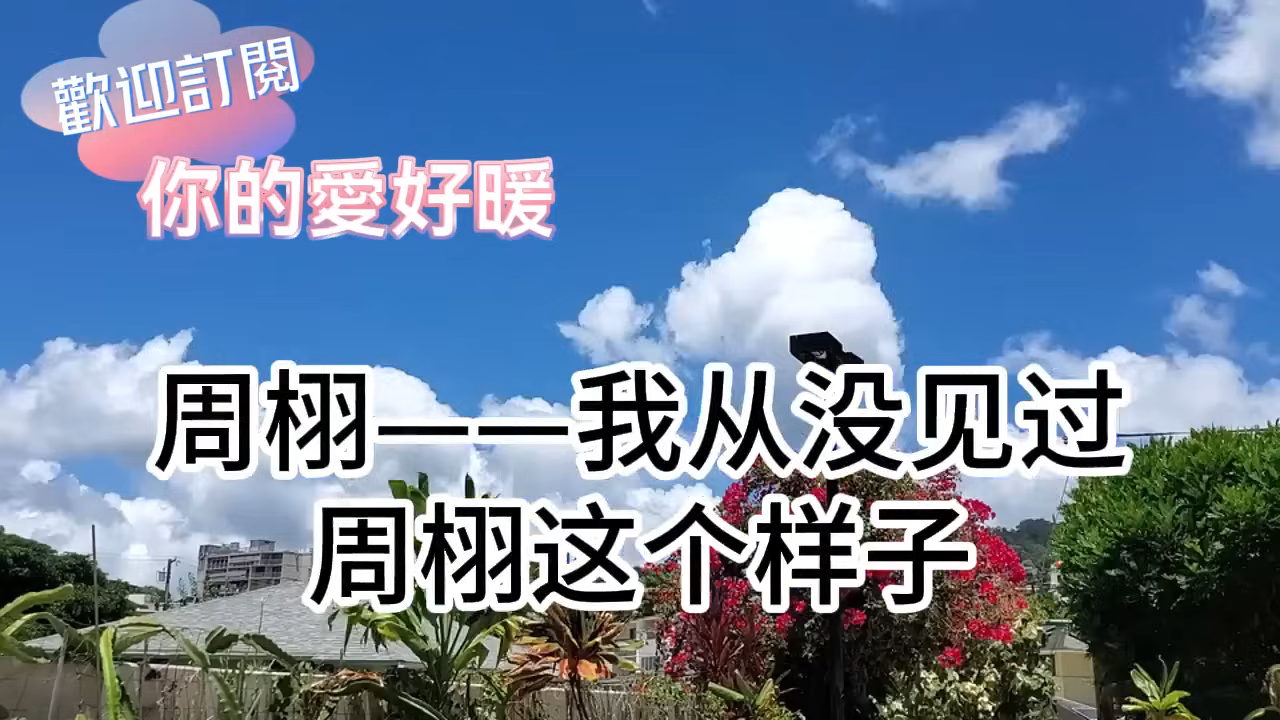 歡迎訂閱
你的愛好暖
周栩——我从没见过
周栩这个样子